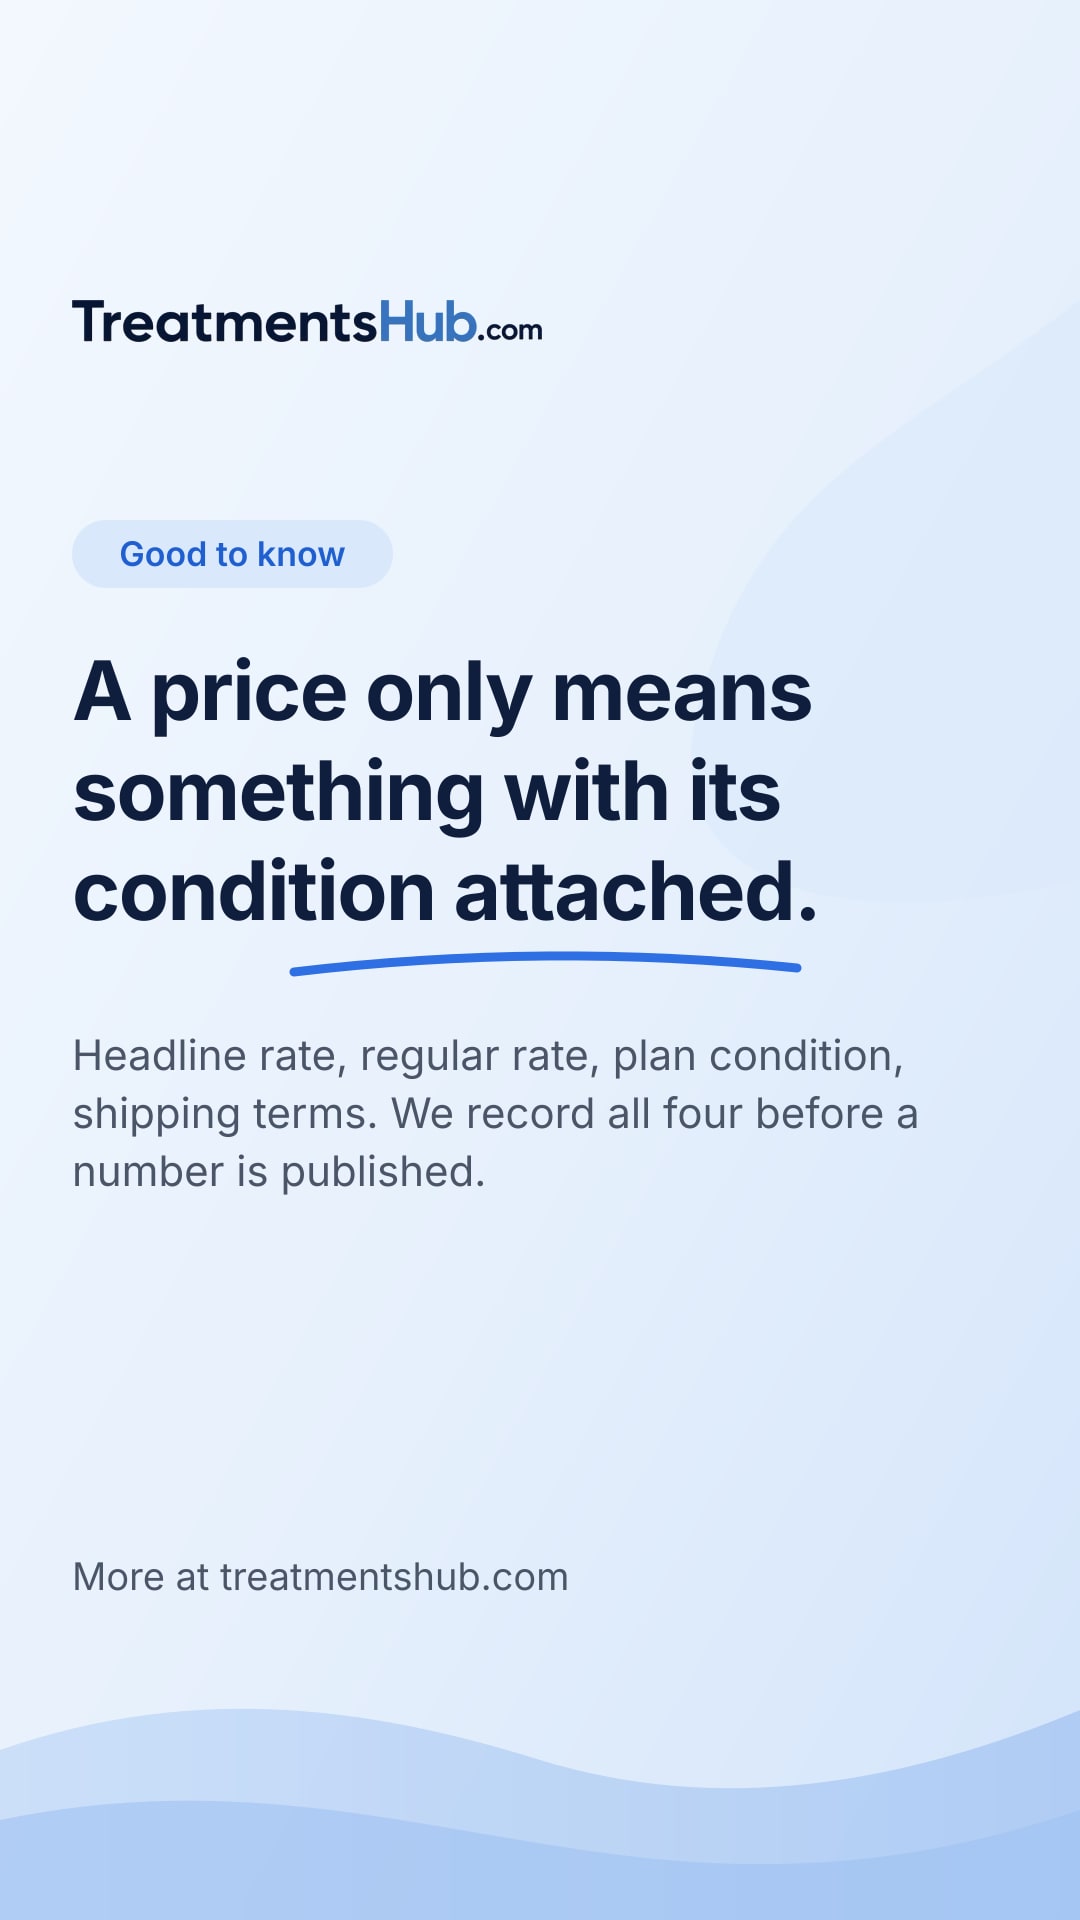 TreatmentsHub.com
Good to know
A price only means
something with its
condition attached.
Headline rate, regular rate, plan condition,
shipping terms. We record all four before a
number is published.
More at treatmentshub.com